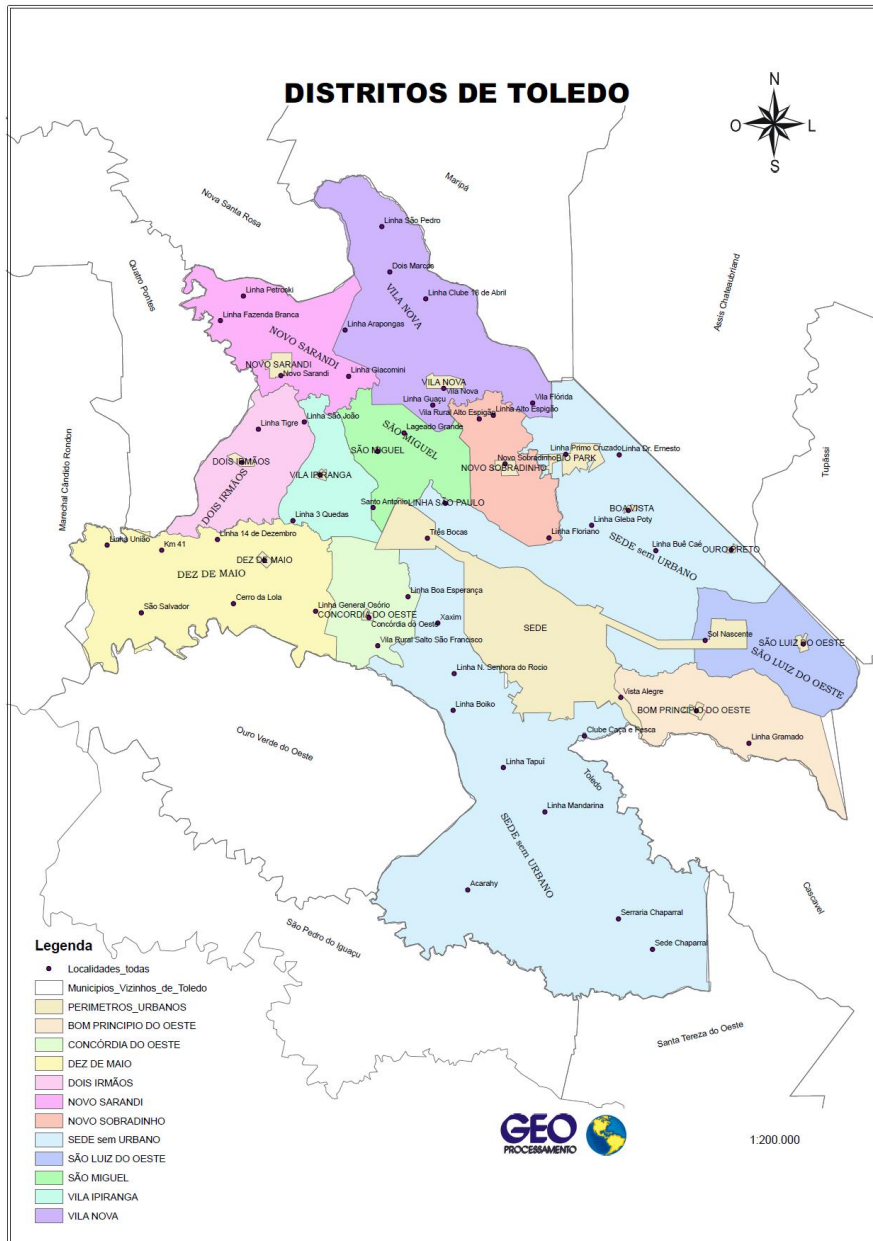 DISTRITOS DE TOLEDO
N
O
L
S
Maripá
Nova Santa Rosa
Quatro Pontes
Assis Chateaubriand
Tupãssi
Marechal Cândido Rondon
Linha São Pedro
Dois Marcos
Linha Clube 16 de Abril
VILA NOVA
Linha Petrecki
Linha Fazenda Branca
Linha Arapongas
NOVO SARANDI
NOVO SARANDI
Novo Sarandi
Linha Giacomini
VILA NOVA
Vila Nova
Linha Guaçu
Vila Flórida
Vila Rural Alto Espigão
Linha Alto Espigão
Linha São João
Linha Tigre
Lageado Grande
SÃO MIGUEL
SÃO MIGUEL
Linha Primo Cruzado
Linha Dr. Ernesto
Novo Sobradinho
BIO PARK
NOVO SOBRADINHO
DOIS IRMÃOS
DOIS IRMÃOS
VILA IPIRANGA
Santo Antonio
LINHA SÃO PAULO
BOA VISTA
Linha Gleba Poty
SEDE sem URBANO
Linha 3 Quedas
Linha 14 de Dezembro
Três Bocas
Linha Floriano
Linha Buê Caê
OURO PRETO
Linha União
Km 41
DEZ DE MAIO
DEZ DE MAIO
São Salvador
Cerro da Lola
Linha General Osório
Linha Boa Esperança
CONCORDIA DO OESTE
Concórdia do Oeste
Xaxim
SEDE
Vila Rural Salto São Francisco
Sol Nascente
SÃO LUIZ DO OESTE
SÃO LUIZ DO OESTE
Linha N. Senhora do Rocio
Vista Alegre
BOM PRINCIPIO DO OESTE
Linha Boiko
Clube Caça e Pesca
Linha Gramado
Ouro Verde do Oeste
Linha Tapuí
Toledo
Linha Mandarina
SEDE sem URBANO
Acarahy
Cascavel
Serraria Chaparral
Sede Chaparral
São Pedro do Iguaçu
Santa Tereza do Oeste
Legenda
Localidades_todas
Municipios_Vizinhos_de_Toledo
PERIMETROS_URBANOS
BOM PRINCIPIO DO OESTE
CONCÓRDIA DO OESTE
DEZ DE MAIO
DOIS IRMÃOS
NOVO SARANDI
NOVO SOBRADINHO
SEDE sem URBANO
SÃO LUIZ DO OESTE
SÃO MIGUEL
VILA IPIRANGA
VILA NOVA
GEO
PROCESSAMENTO
1:200.000